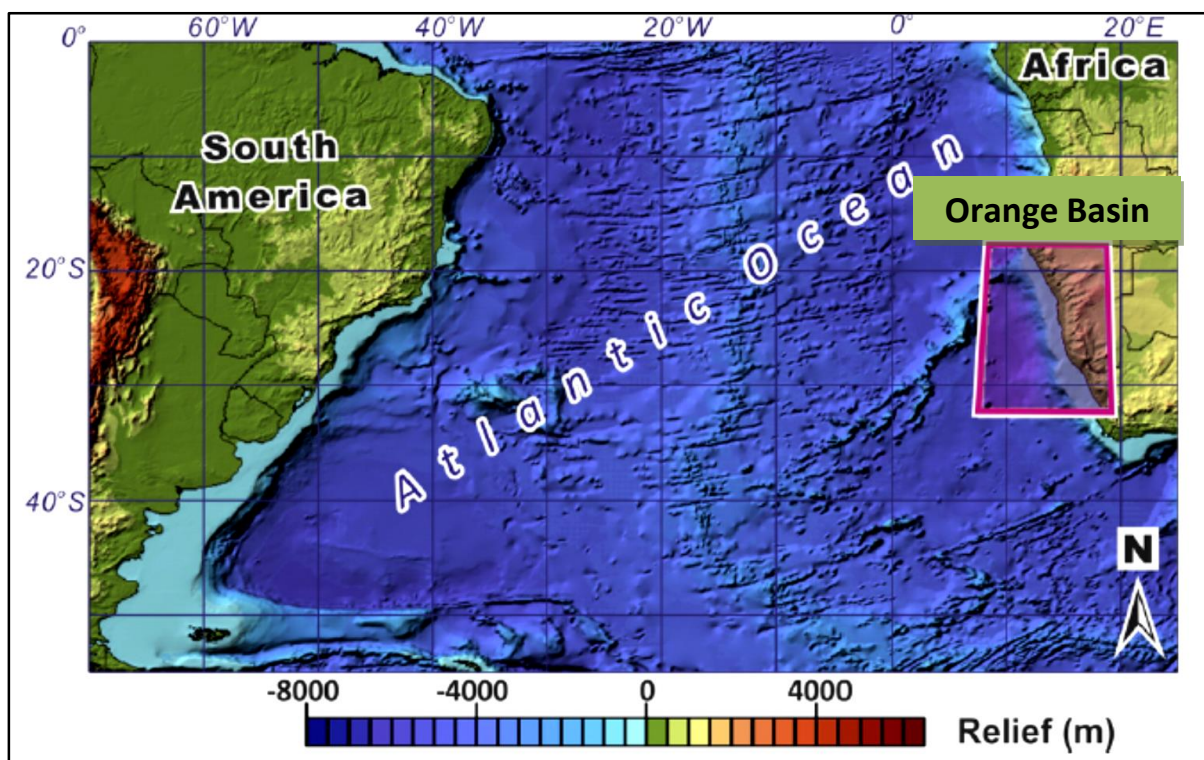 60°W 40°W 20°W 0° 20°E
0°
Africa
South
America
Atlantic Ocean
Orange Basin
20°S
40°S
N
-8000 -4000 0 4000
Relief (m)